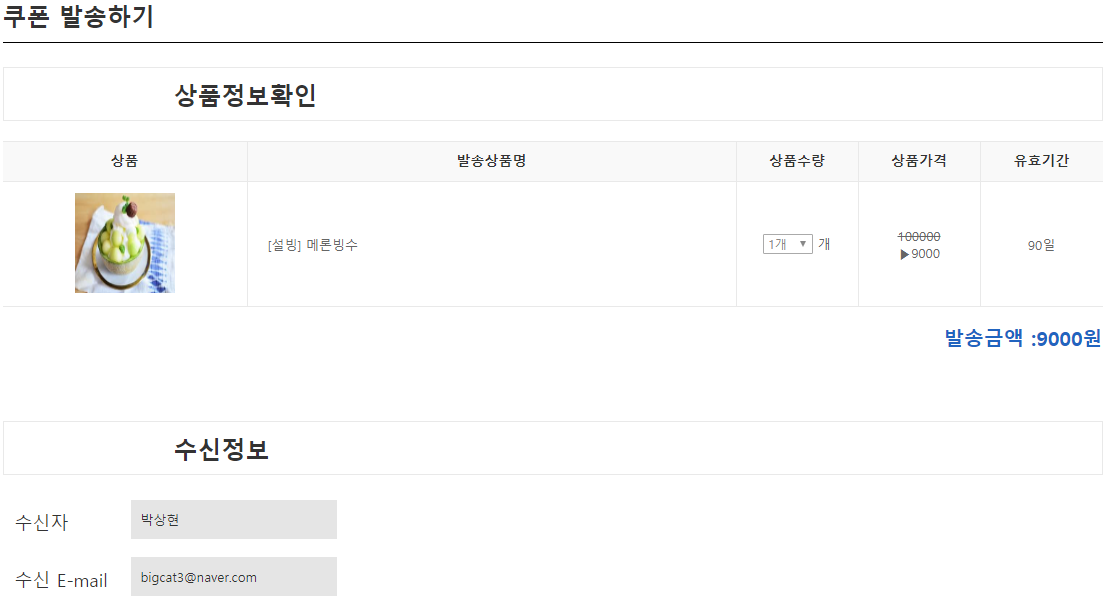 쿠폰 발송하기
상품정보확인
상품 발송상품명 상품수량 상품가격 유효기간
[설빙] 메론빙수 1개 ▼ 개 100000 ▶9000 90일
발송금액 :9000원
수신정보
수신자 박상현
수신 E-mail bigcat3@naver.com